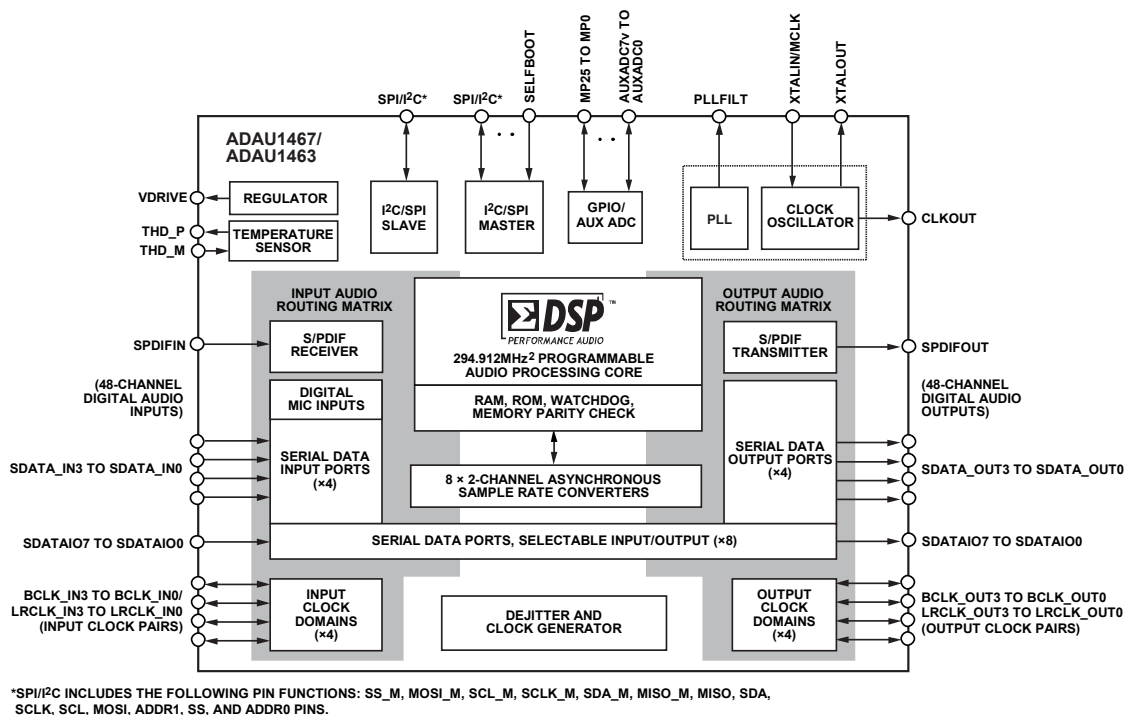 SPI/I²C*
SPI/I²C*
SELFBOOT
MP25 TO MP0
AUXADC7v TO
AUXADC0
PLLFILT
XTALIN/MCLK
XTALOUT
ADAU1467/
ADAU1463
VDRIVE
REGULATOR
THD_P
THD_M
TEMPERATURE
SENSOR
I²C/SPI
SLAVE
I²C/SPI
MASTER
GPIO/
AUX ADC
PLL
CLOCK
OSCILLATOR
CLKOUT
INPUT AUDIO
ROUTING MATRIX
ΣDSP™
PERFORMANCE AUDIO
294.912MHz² PROGRAMMABLE
AUDIO PROCESSING CORE
RAM, ROM, WATCHDOG,
MEMORY PARITY CHECK
OUTPUT AUDIO
ROUTING MATRIX
SPDIFIN
S/PDIF
RECEIVER
S/PDIF
TRANSMITTER
SPDIFOUT
(48-CHANNEL
DIGITAL AUDIO
INPUTS)
DIGITAL
MIC INPUTS
(48-CHANNEL
DIGITAL AUDIO
OUTPUTS)
SDATA_IN3 TO SDATA_IN0
SERIAL DATA
INPUT PORTS
(×4)
8 × 2-CHANNEL ASYNCHRONOUS
SAMPLE RATE CONVERTERS
SERIAL DATA
OUTPUT PORTS
(×4)
SDATA_OUT3 TO SDATA_OUT0
SDATAIO7 TO SDATAIO0
SERIAL DATA PORTS, SELECTABLE INPUT/OUTPUT (×8)
SDATAIO7 TO SDATAIO0
BCLK_IN3 TO BCLK_IN0/
LRCLK_IN3 TO LRCLK_IN0
(INPUT CLOCK PAIRS)
INPUT
CLOCK
DOMAINS
(×4)
DEJITTER AND
CLOCK GENERATOR
OUTPUT
CLOCK
DOMAINS
(×4)
BCLK_OUT3 TO BCLK_OUT0
LRCLK_OUT3 TO LRCLK_OUT0
(OUTPUT CLOCK PAIRS)
*SPI/I²C INCLUDES THE FOLLOWING PIN FUNCTIONS: SS_M, MOSI_M, SCL_M, SCLK_M, SDA_M, MISO_M, MISO, SDA,
SCLK, SCL, MOSI, ADDR1, SS, AND ADDR0 PINS.